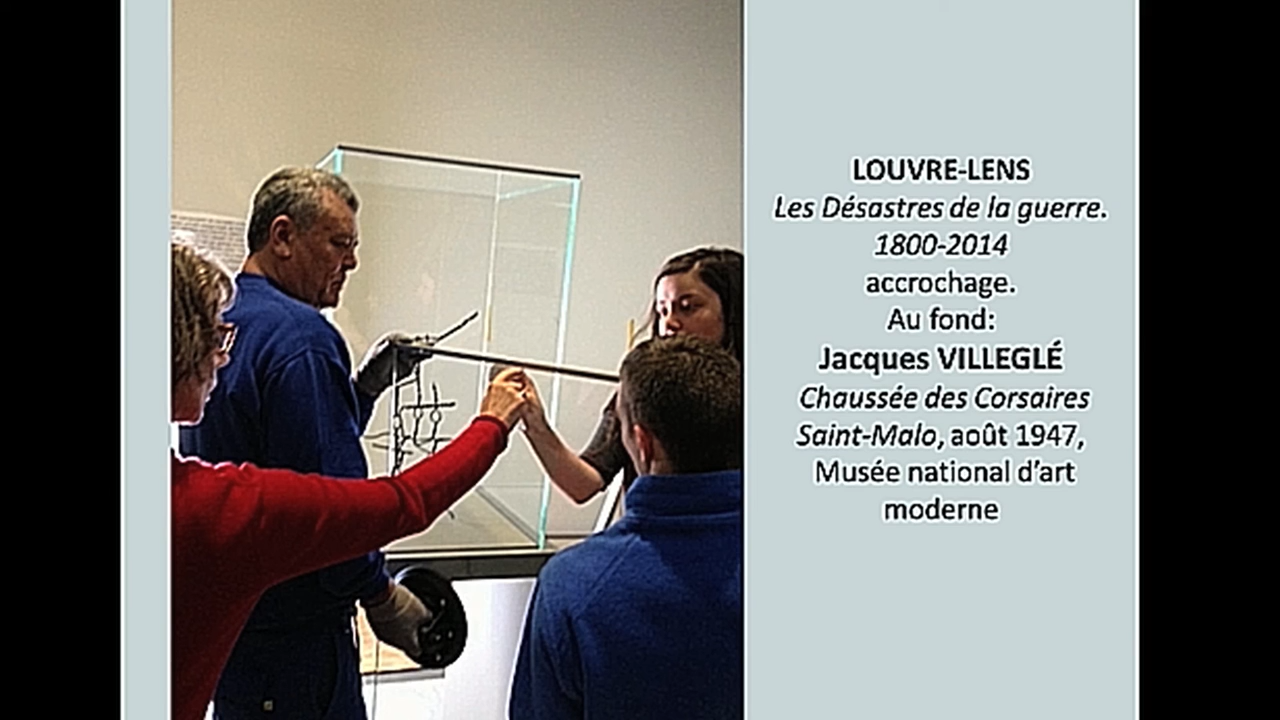 LOUVRE-LENS
Les Désastres de la guerre.
1800-2014
accrochage.
Au fond:
Jacques VILLEGLÉ
Chaussée des Corsaires
Saint-Malo, août 1947,
Musée national d’art
moderne